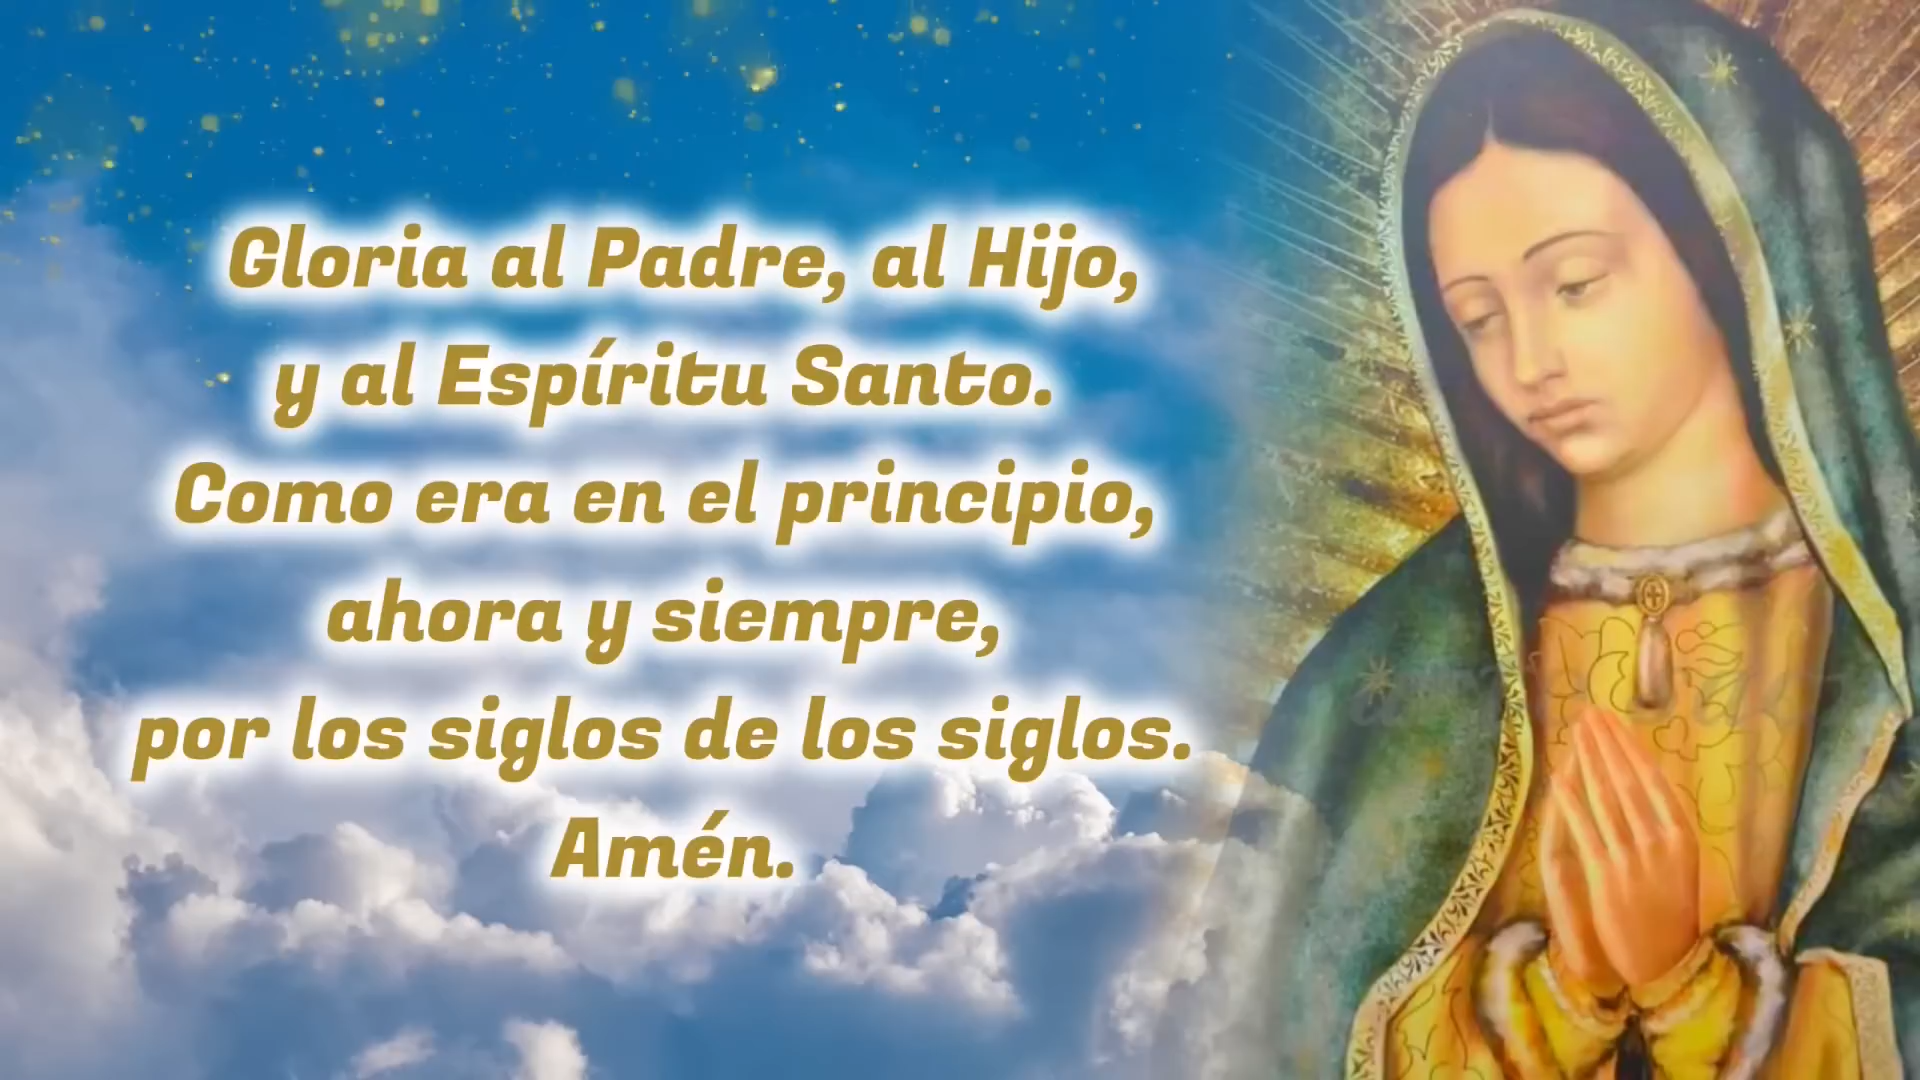 Gloria al Padre, al Hijo,
y al Espíritu Santo.
Como era en el principio,
ahora y siempre,
por los siglos de los siglos.
Amén.